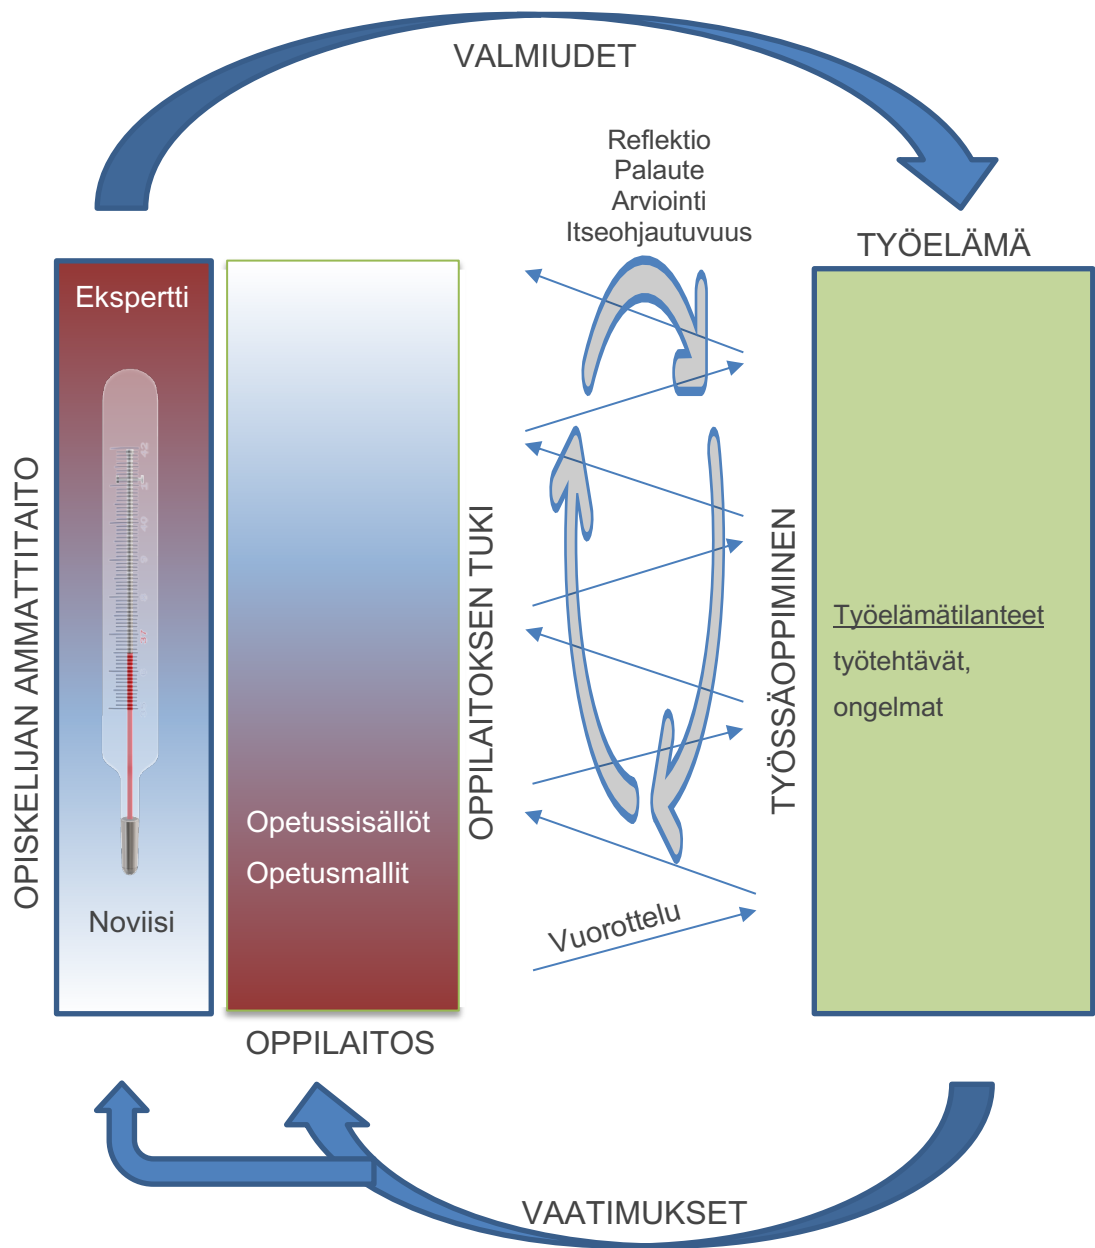 VALMIUDET
Reflektio
Palaute
Arviointi
Itseohjautuvuus
TYÖELÄMÄ
Ekspertti
OPISKELIJAN AMMATTITAITO
Noviisi
Opetussisällöt
Opetusmallit
OPPILAITOKSEN TUKI
Vuorottelu
TYÖSSÄOPPIMINEN
Työelämätilanteet
työtehtävät,
ongelmat
OPPILAITOS
VAATIMUKSET